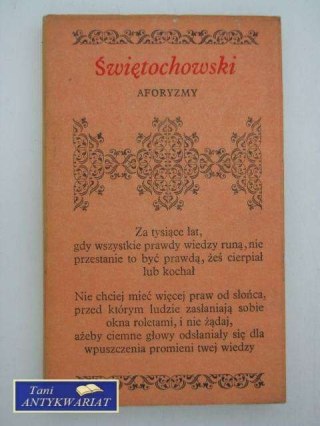 Świętochowski
AFORYZMY
Za tysiące lat,
gdy wszystkie prawdy wiedzy runą, nie
przestanie to być prawdą, żeś cierpiał
lub kochał
Nie chciej mieć więcej praw od słońca,
przed którym ludzie zasłaniają sobie
okna roletami, i nie żądaj,
ażeby ciemne głowy odsłaniały się dla
wpuszczenia promieni twej wiedzy
Tani
ANTYKWARIAT